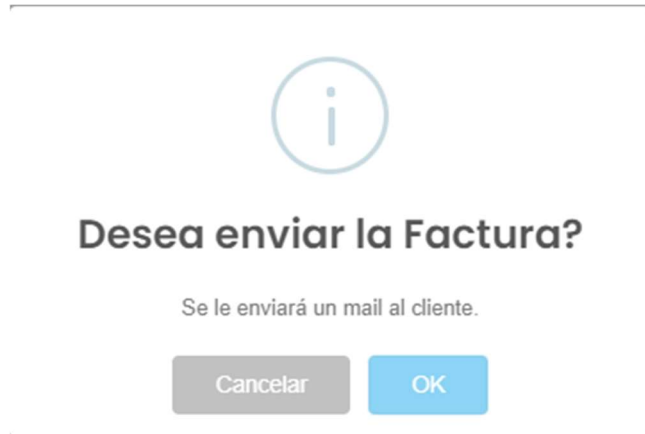 Desea enviar la Factura?
Se le enviará un mail al cliente.
Cancelar OK